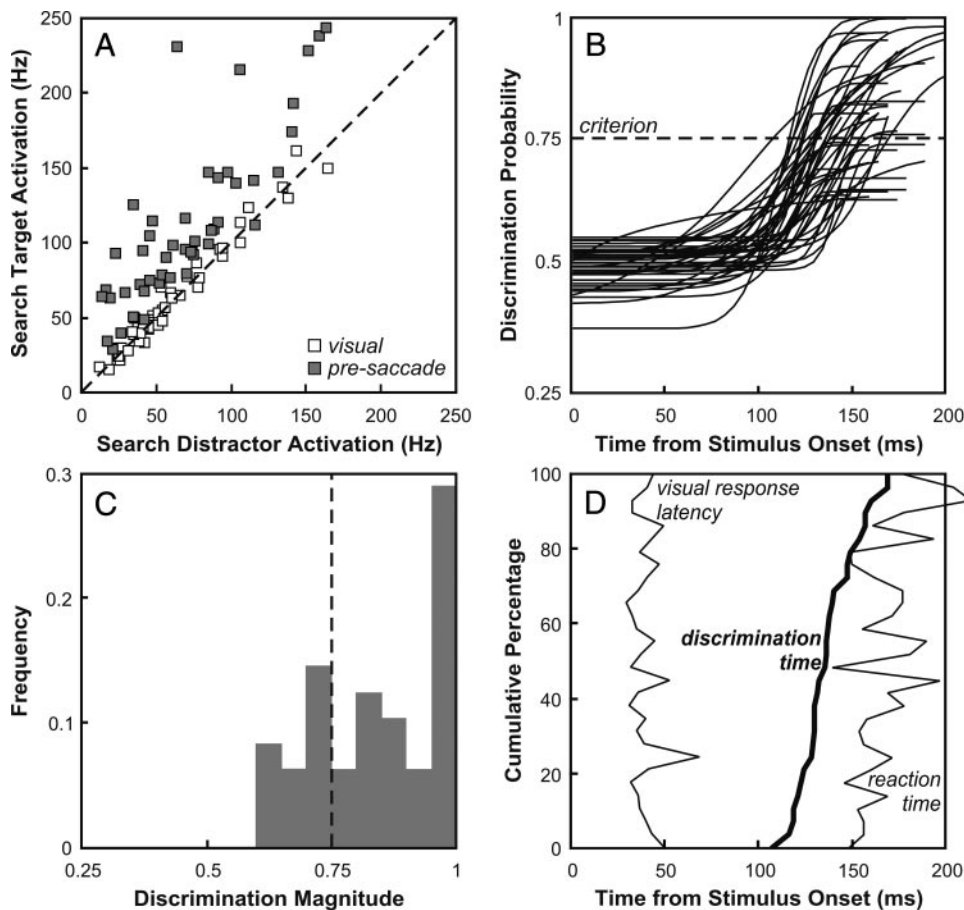 A
Search Target Activation (Hz)
250
200
150
100
50
0
visual
pre-saccade
0 50 100 150 200 250
Search Distractor Activation (Hz)
B
Discrimination Probability
1
criterion
0.75
0.5
0.25
0 50 100 150 200
Time from Stimulus Onset (ms)
C
Frequency
0.3
0.2
0.1
0
0.25 0.5 0.75 1
Discrimination Magnitude
D
Cumulative Percentage
100
80
60
40
20
0
visual response
latency
discrimination
time
reaction
time
0 50 100 150 200
Time from Stimulus Onset (ms)